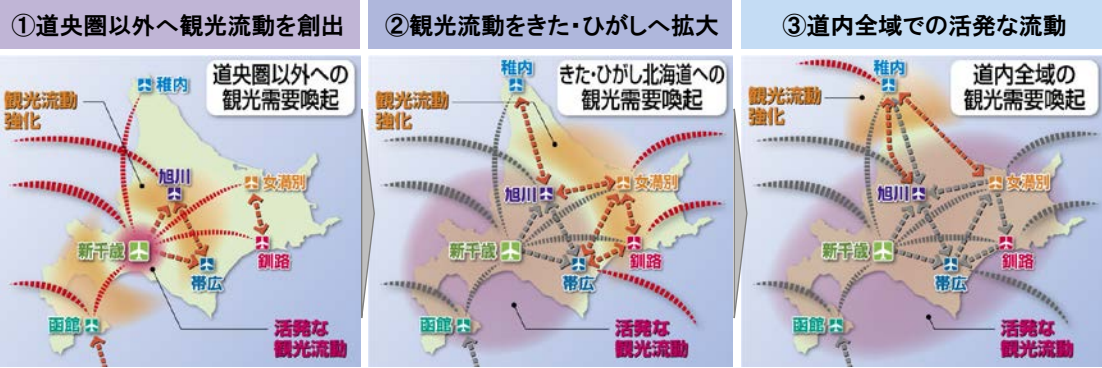 ①道央圏以外へ観光流動を創出
道央圏以外への
観光需要喚起
観光流動
強化
稚内
旭川
女満別
新千歳
釧路
帯広
函館
活発な
観光流動
②観光流動をきた・ひがしへ拡大
きた・ひがし北海道への
観光需要喚起
観光流動
強化
稚内
旭川
女満別
新千歳
釧路
帯広
函館
活発な
観光流動
③道内全域での活発な流動
道内全域の
観光需要喚起
観光流動
強化
稚内
旭川
女満別
新千歳
釧路
帯広
函館
活発な
観光流動